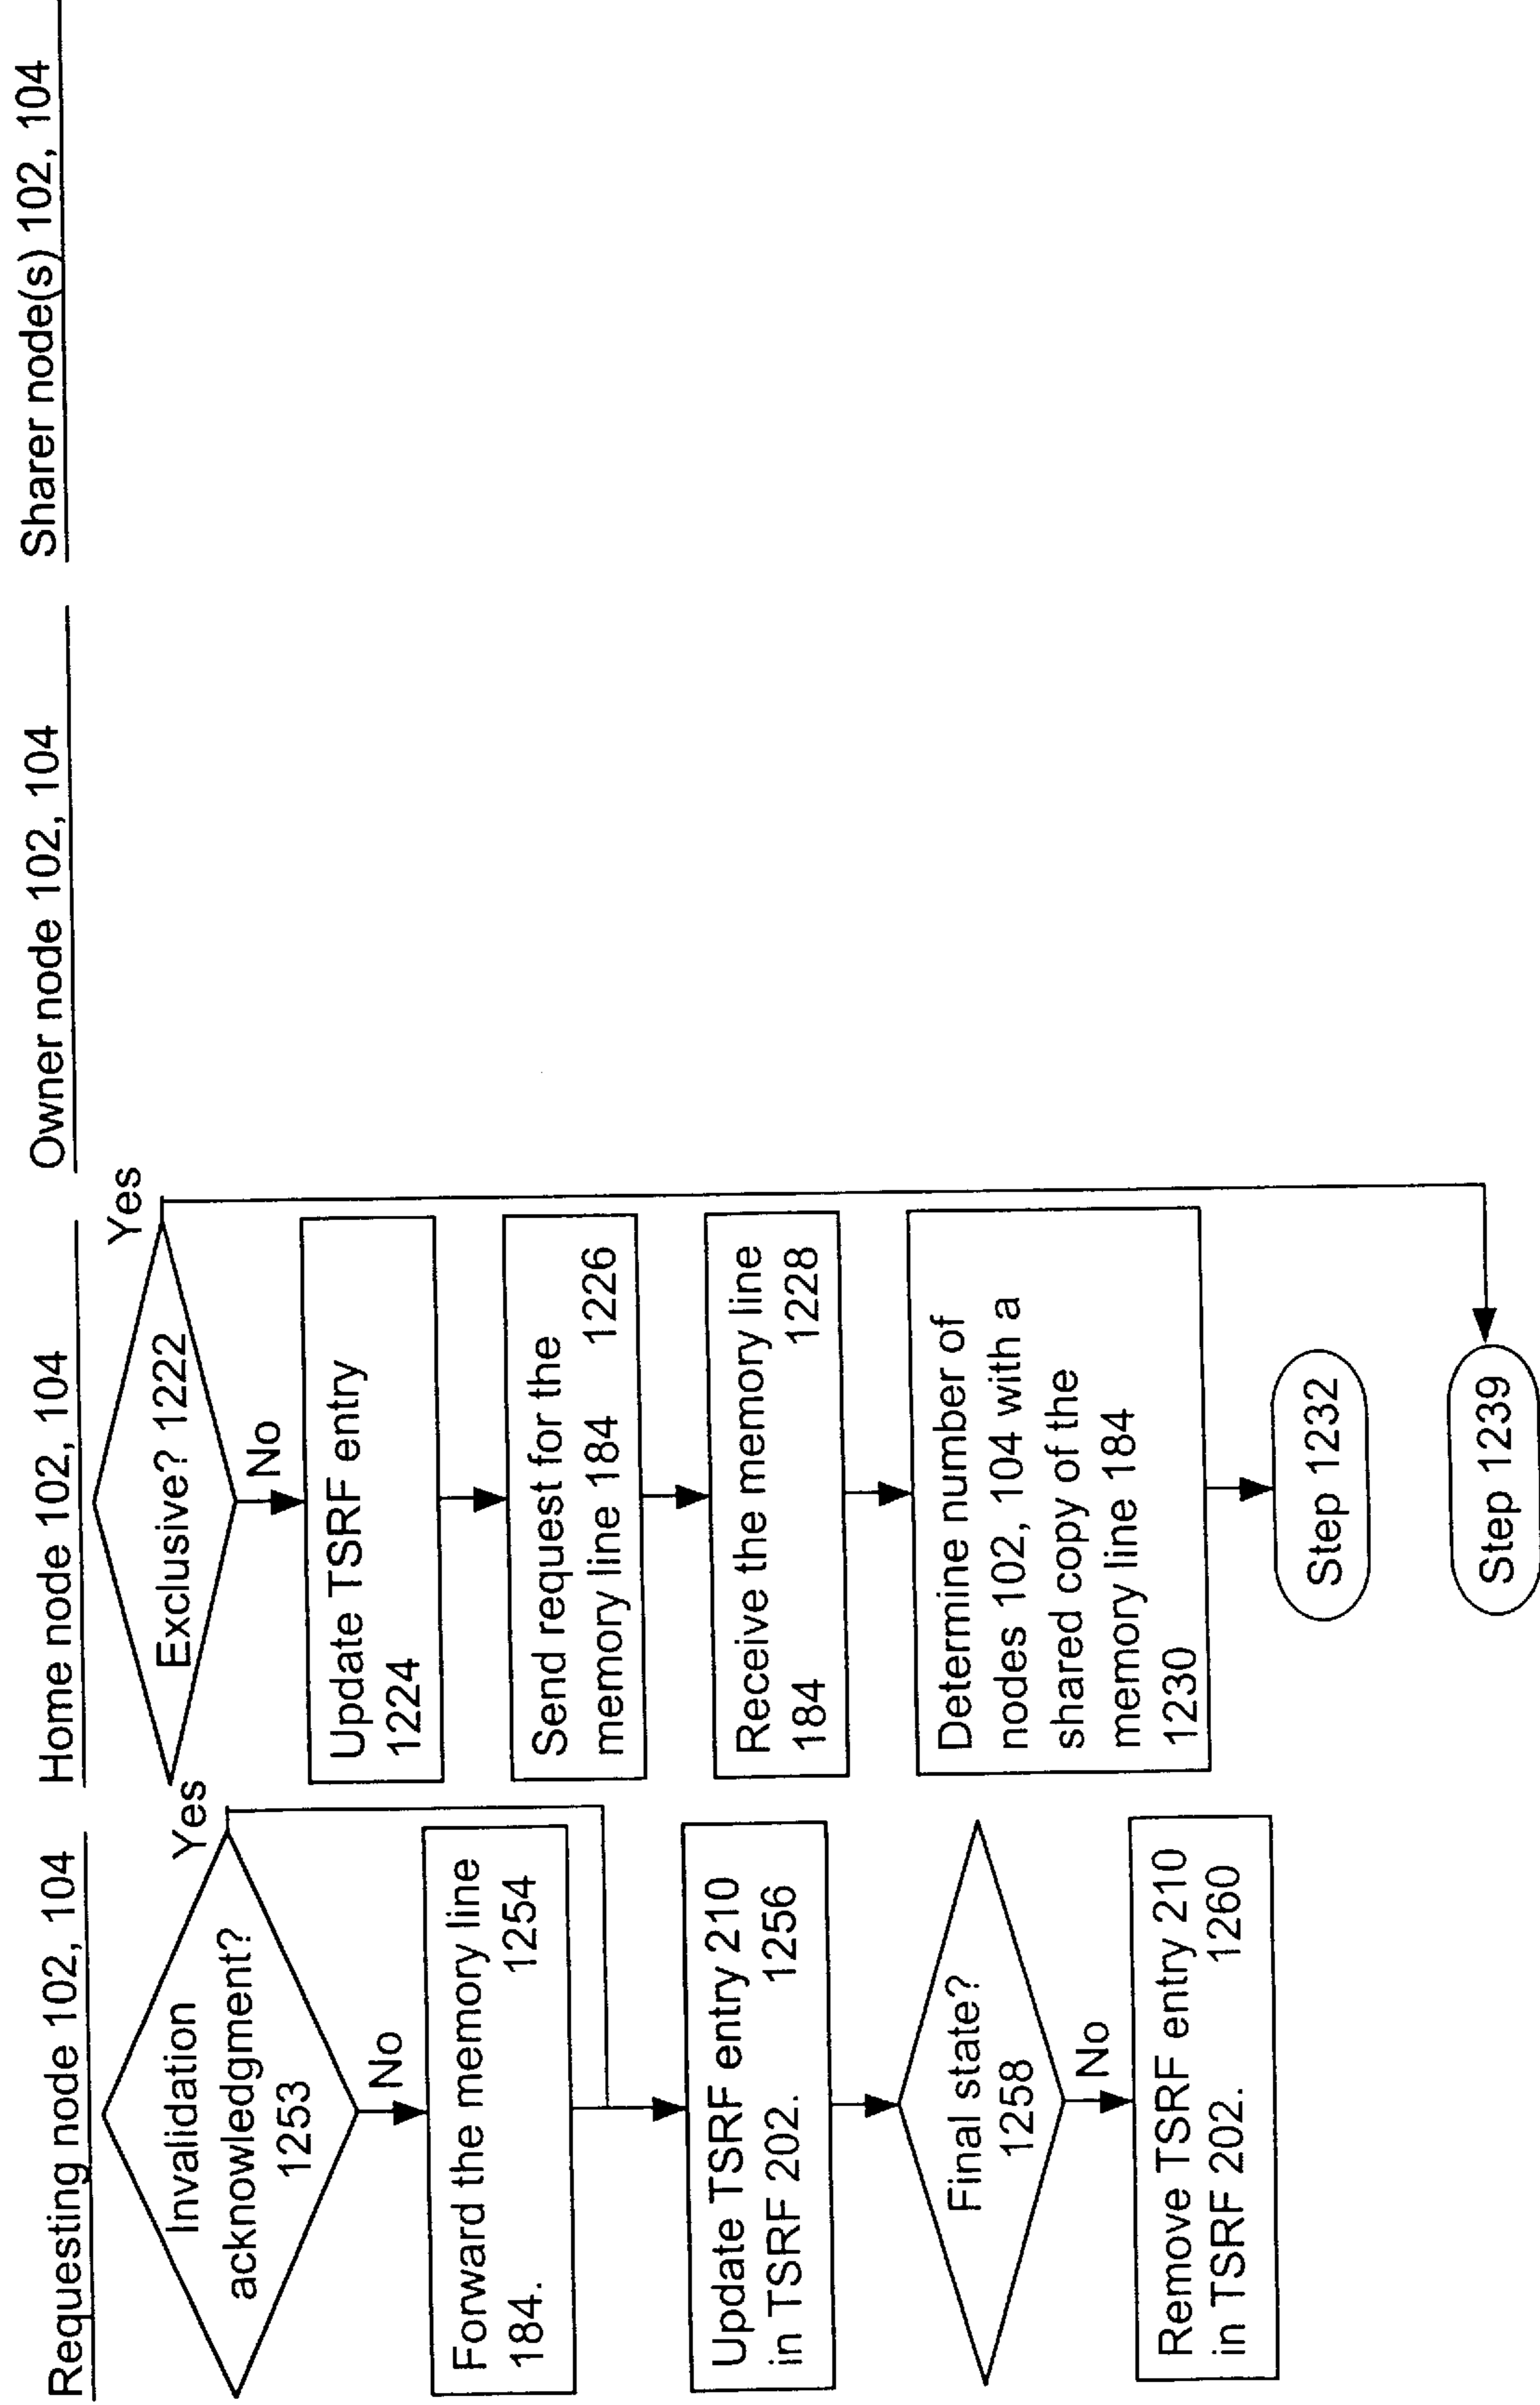 Requesting node 102, 104
Home node 102, 104
Owner node 102, 104
Sharer node(s) 102, 104
Invalidation
acknowledgment?
1253
Yes
No
Forward the memory line
184. 1254
Update TSRF entry 210
in TSRF 202. 1256
Final state?
1258
No
Remove TSRF entry 210
in TSRF 202. 1260
Exclusive? 1222
Yes
No
Update TSRF entry
1224
Send request for the
memory line 184 1226
Receive the memory line
184 1228
Determine number of
nodes 102, 104 with a
shared copy of the
memory line 184
1230
Step 1232
Step 1239